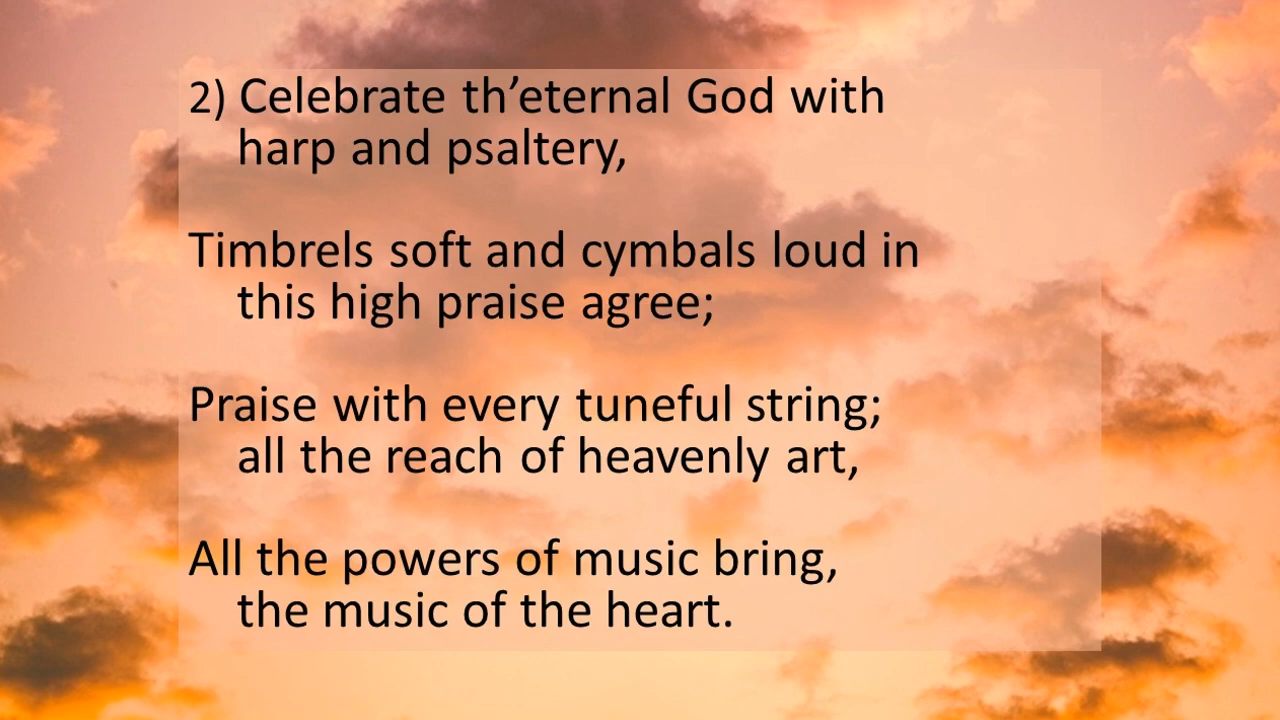 2) Celebrate th’eternal God with
harp and psaltery,
Timbrels soft and cymbals loud in
this high praise agree;
Praise with every tuneful string;
all the reach of heavenly art,
All the powers of music bring,
the music of the heart.